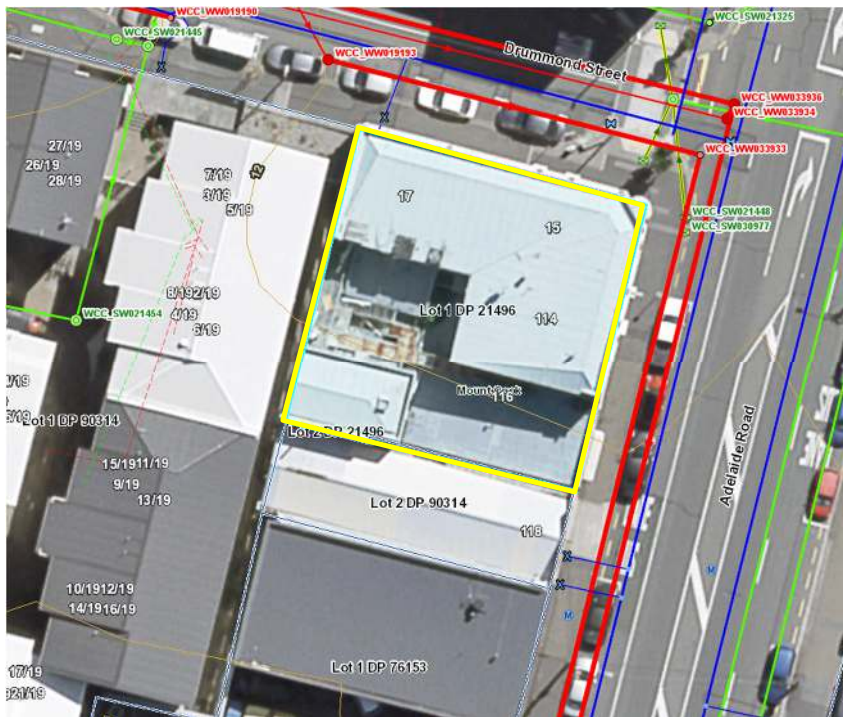 WCC_WW019190
WCC_SW021325
WCC_SW021445
WCC_WW019193
Drummond Street
WCC_WW033936
WCC_WW033934
27/19
26/19
28/19
WCC_WW033933
7/19
3/19
5/19
12
17
15
WCC_SW021448
WCC_SW030977
8/19
2/19
4/19
6/19
Lot 1 DP 21496
114
WCC_SW021454
116
Lot 2 DP 21496
Lot 1 DP 90314
Adelaide Road
15/19
11/19
9/19
13/19
Lot 2 DP 90314
118
M
10/19
12/19
14/19
16/19
M
Lot 1 DP 76153
17/19
21/19
X
X
X
X